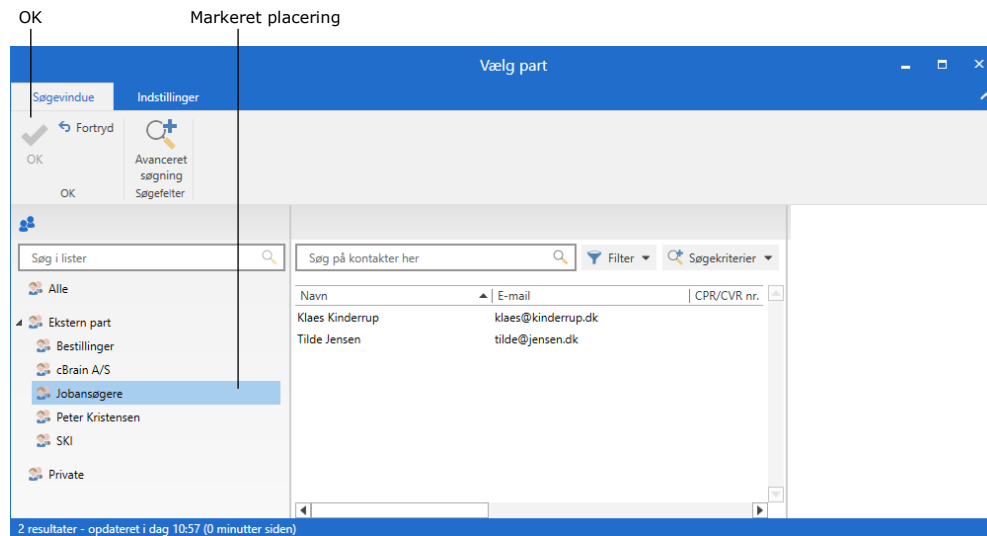 OK
Markeret placering
Vælg part
Søgevindue
Indstillinger
OK
Fortryd
Avanceret
søgning
OK
Søgefelter
Søg i lister
Alle
Ekstern part
Bestillinger
cBrain A/S
Jobansøgere
Peter Kristensen
SKI
Private
Søg på kontakter her
Filter
Søgekriterier
Navn E-mail CPR/CVR nr.
Klaes Kinderrup klaes@kinderrup.dk
Tilde Jensen tilde@jensen.dk
2 resultater - opdateret i dag 10:57 (0 minutter siden)